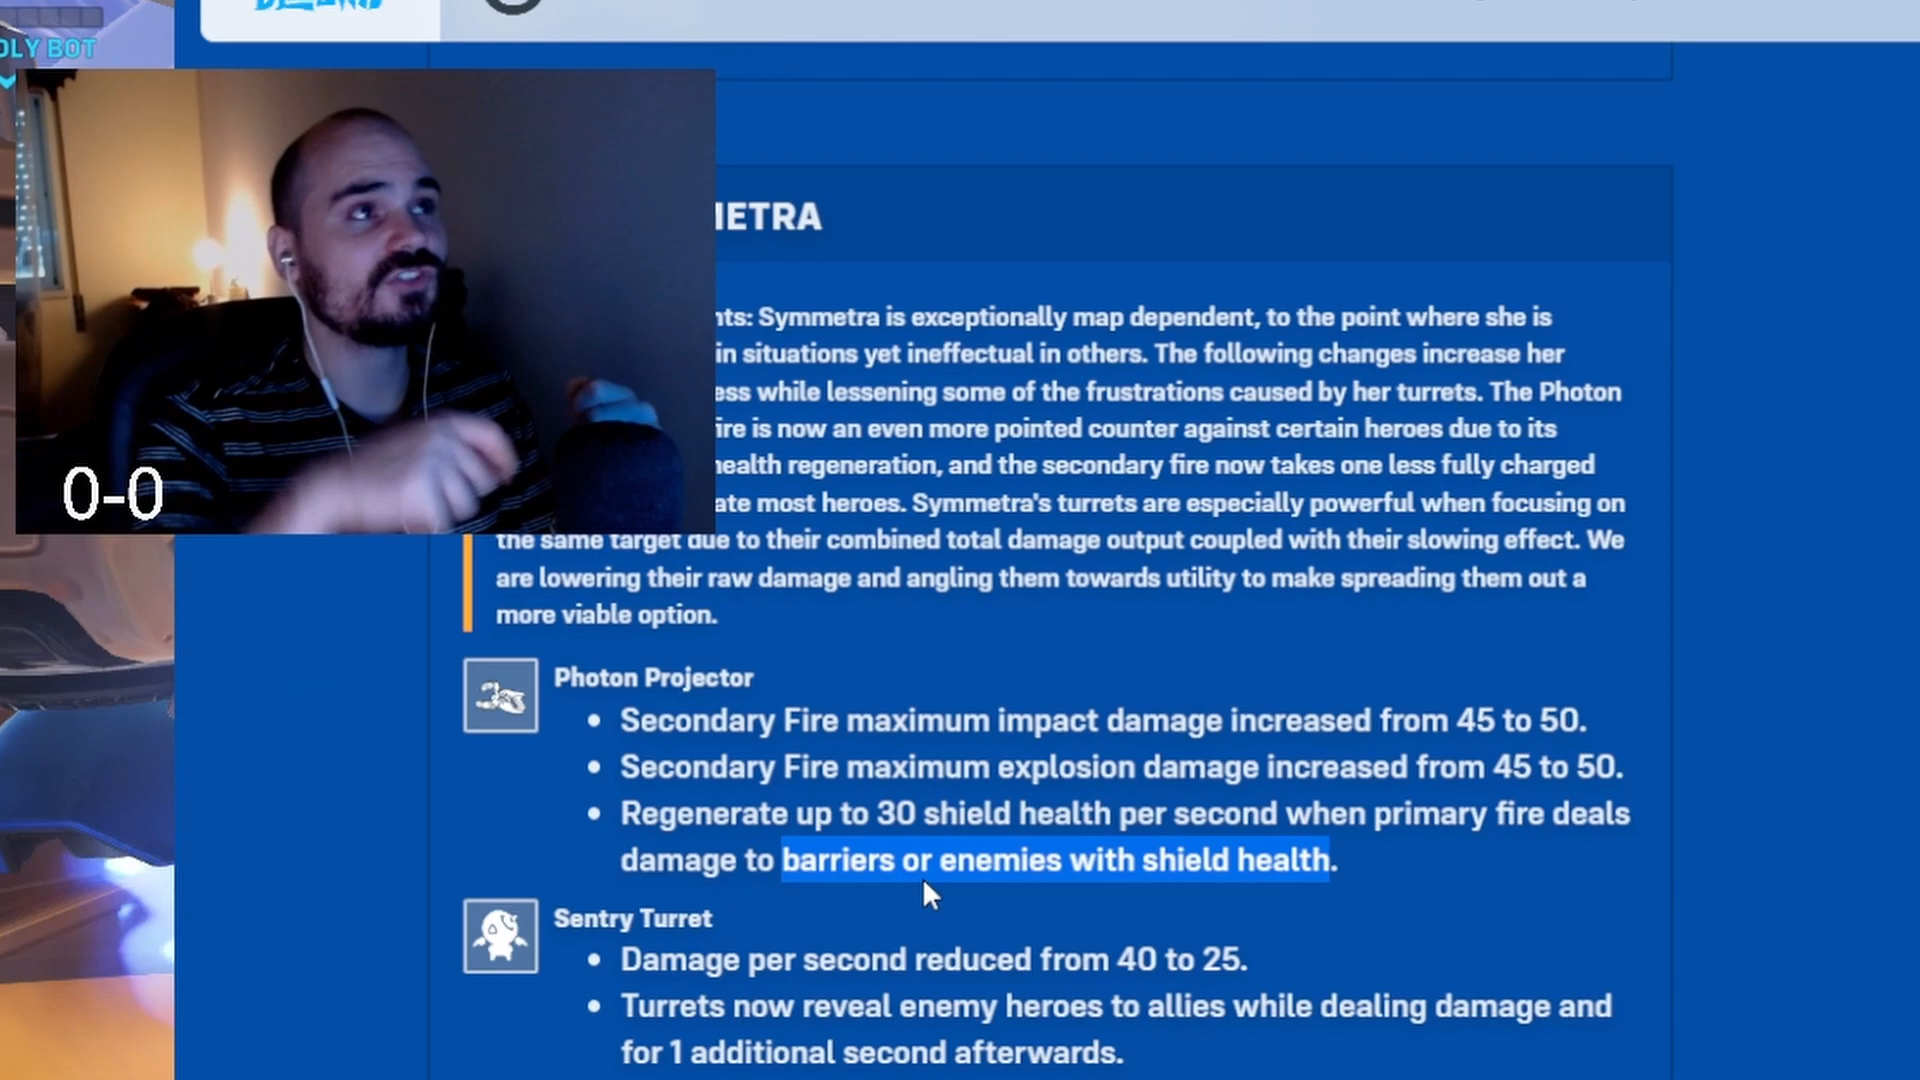 OLY BOT
METRA
nts: Symmetra is exceptionally map dependent, to the point where she is
in situations yet ineffectual in others. The following changes increase her
ess while lessening some of the frustrations caused by her turrets. The Photon
ire is now an even more pointed counter against certain heroes due to its
health regeneration, and the secondary fire now takes one less fully charged
ate most heroes. Symmetra's turrets are especially powerful when focusing on
0-0
the same target due to their combined total damage output coupled with their slowing effect. We
are lowering their raw damage and angling them towards utility to make spreading them out a
more viable option.
Photon Projector
• Secondary Fire maximum impact damage increased from 45 to 50.
• Secondary Fire maximum explosion damage increased from 45 to 50.
• Regenerate up to 30 shield health per second when primary fire deals
damage to barriers or enemies with shield health.
Sentry Turret
• Damage per second reduced from 40 to 25.
• Turrets now reveal enemy heroes to allies while dealing damage and
for 1 additional second afterwards.